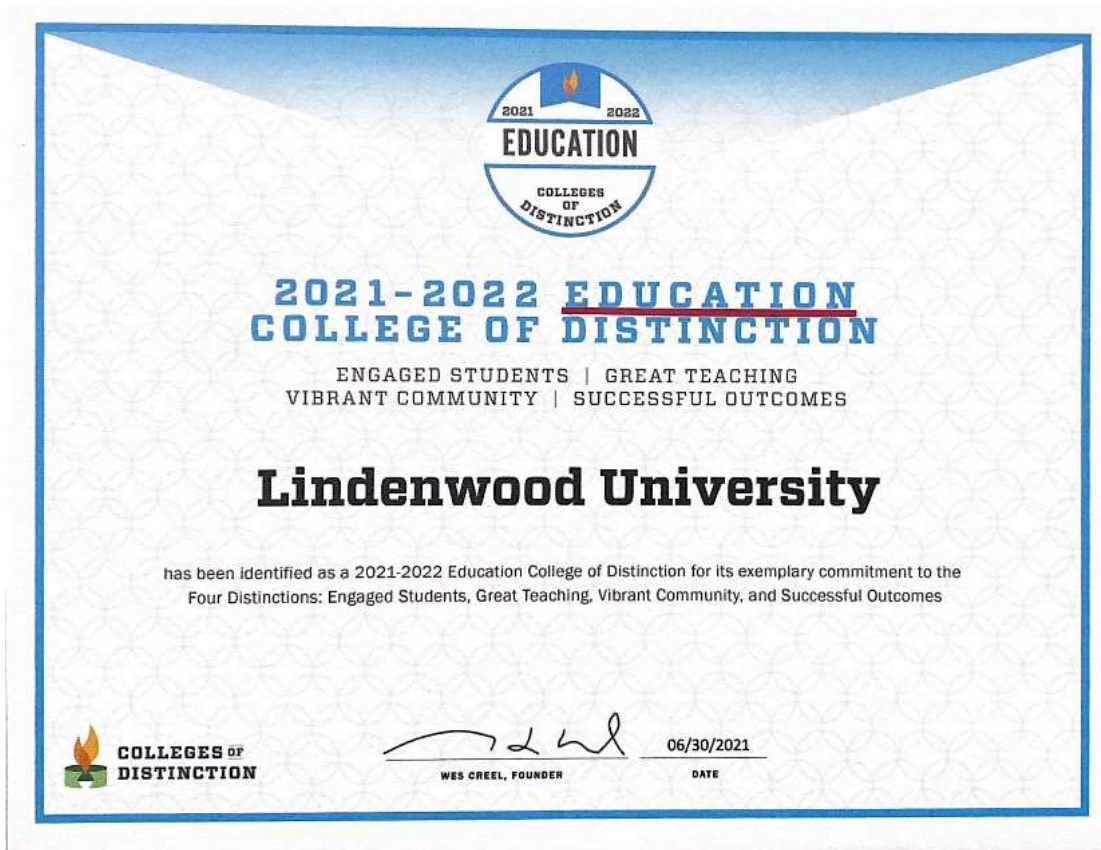 2021 2022
EDUCATION
COLLEGES
OF
DISTINCTION
2021-2022 EDUCATION
COLLEGE OF DISTINCTION
ENGAGED STUDENTS | GREAT TEACHING
VIBRANT COMMUNITY | SUCCESSFUL OUTCOMES
Lindenwood University
has been identified as a 2021-2022 Education College of Distinction for its exemplary commitment to the
Four Distinctions: Engaged Students, Great Teaching, Vibrant Community, and Successful Outcomes
COLLEGES OF
DISTINCTION
06/30/2021
WES CREEL, FOUNDER
DATE